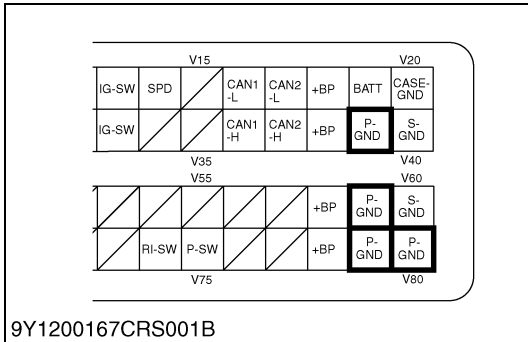 V15 V20
IG-SW SPD CAN1 -L CAN2 -L +BP BATT CASE- GND
IG-SW CAN1 -H CAN2 -H +BP P- GND S- GND
V35 V40
V55 V60
+BP P- GND S- GND
RI-SW P-SW +BP P- GND P- GND
V75 V80
9Y1200167CRS001B